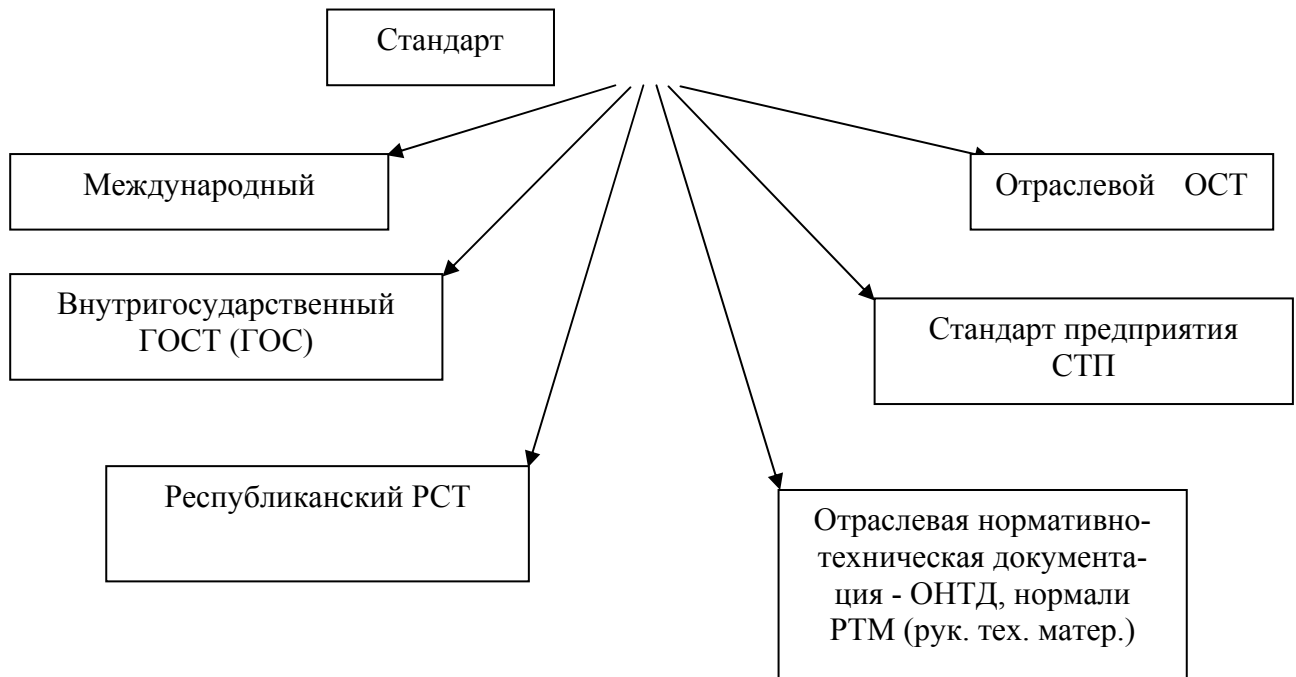 Стандарт
Международный
Отраслевой ОСТ
Внутригосударственный
ГОСТ (ГОС)
Стандарт предприятия
СТП
Республиканский РСТ
Отраслевая нормативно-
техническая документа-
ция - ОНТД, нормали
РТМ (рук. тех. матер.)